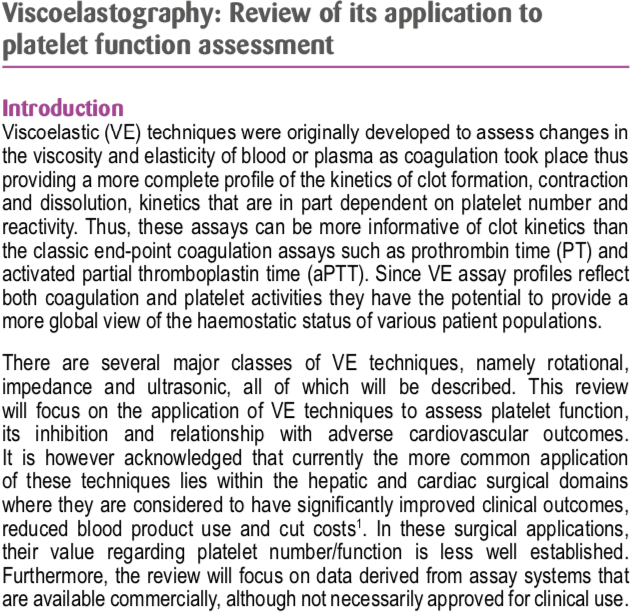 Viscoelastography: Review of its application to
platelet function assessment
Introduction
Viscoelastic (VE) techniques were originally developed to assess changes in
the viscosity and elasticity of blood or plasma as coagulation took place thus
providing a more complete profile of the kinetics of clot formation, contraction
and dissolution, kinetics that are in part dependent on platelet number and
reactivity. Thus, these assays can be more informative of clot kinetics than
the classic end-point coagulation assays such as prothrombin time (PT) and
activated partial thromboplastin time (aPTT). Since VE assay profiles reflect
both coagulation and platelet activities they have the potential to provide a
more global view of the haemostatic status of various patient populations.
There are several major classes of VE techniques, namely rotational,
impedance and ultrasonic, all of which will be described. This review
will focus on the application of VE techniques to assess platelet function,
its inhibition and relationship with adverse cardiovascular outcomes.
It is however acknowledged that currently the more common application
of these techniques lies within the hepatic and cardiac surgical domains
where they are considered to have significantly improved clinical outcomes,
reduced blood product use and cut costs¹. In these surgical applications,
their value regarding platelet number/function is less well established.
Furthermore, the review will focus on data derived from assay systems that
are available commercially, although not necessarily approved for clinical use.